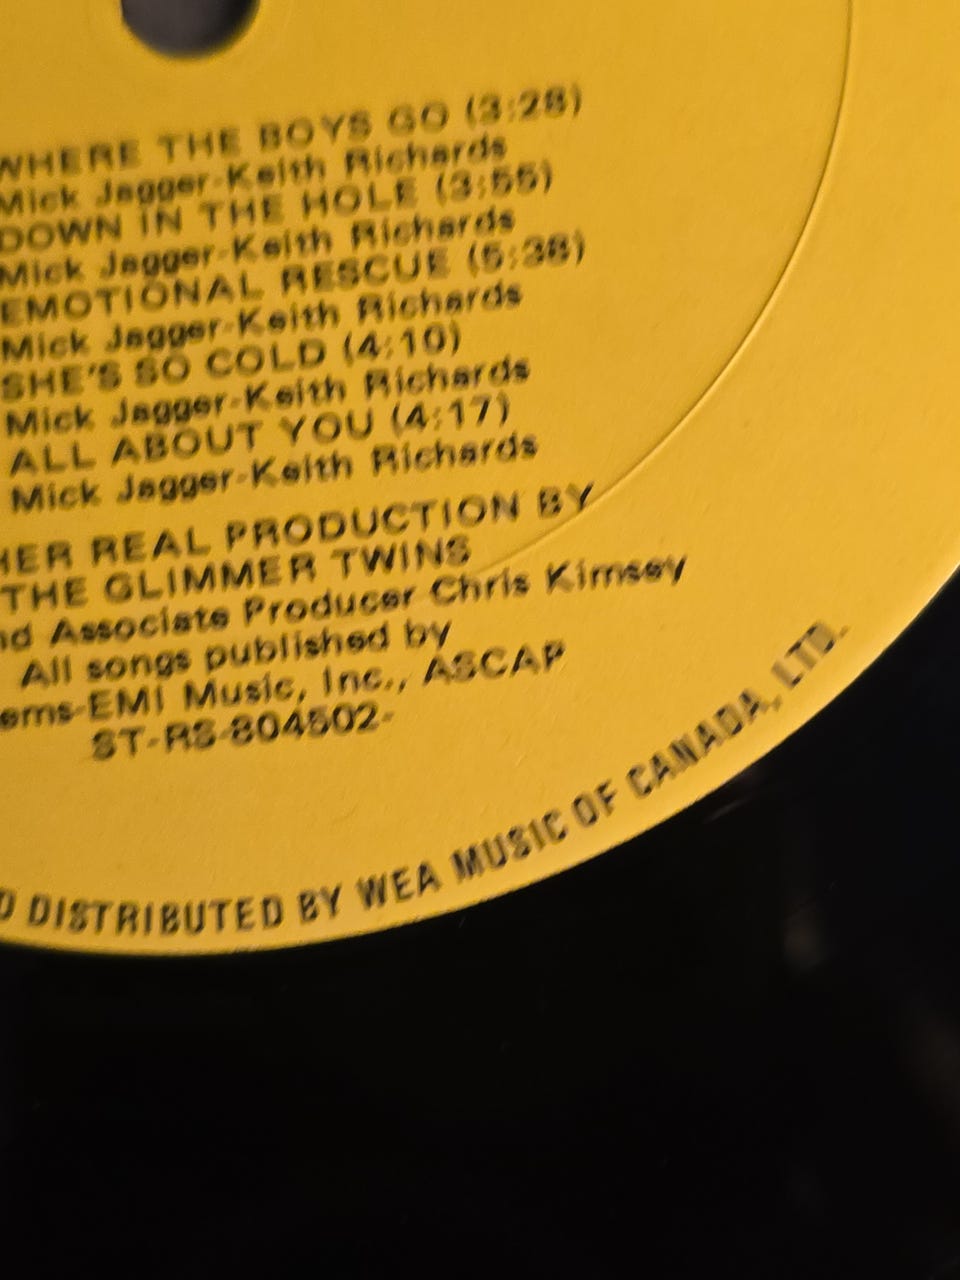 WHERE THE BOYS GO (3:28)
Mick Jagger-Keith Richards
DOWN IN THE HOLE (3:55)
Mick Jagger-Keith Richards
EMOTIONAL RESCUE (5:38)
Mick Jagger-Keith Richards
SHE'S SO COLD (4:10)
Mick Jagger-Keith Richards
ALL ABOUT YOU (4:17)
Mick Jagger-Keith Richards
HER REAL PRODUCTION BY
THE GLIMMER TWINS
nd Associate Producer Chris Kimsey
All songs published by
ems-EMI Music, Inc., ASCAP
ST-RS-804502-
D DISTRIBUTED BY WEA MUSIC OF CANADA, LTD.